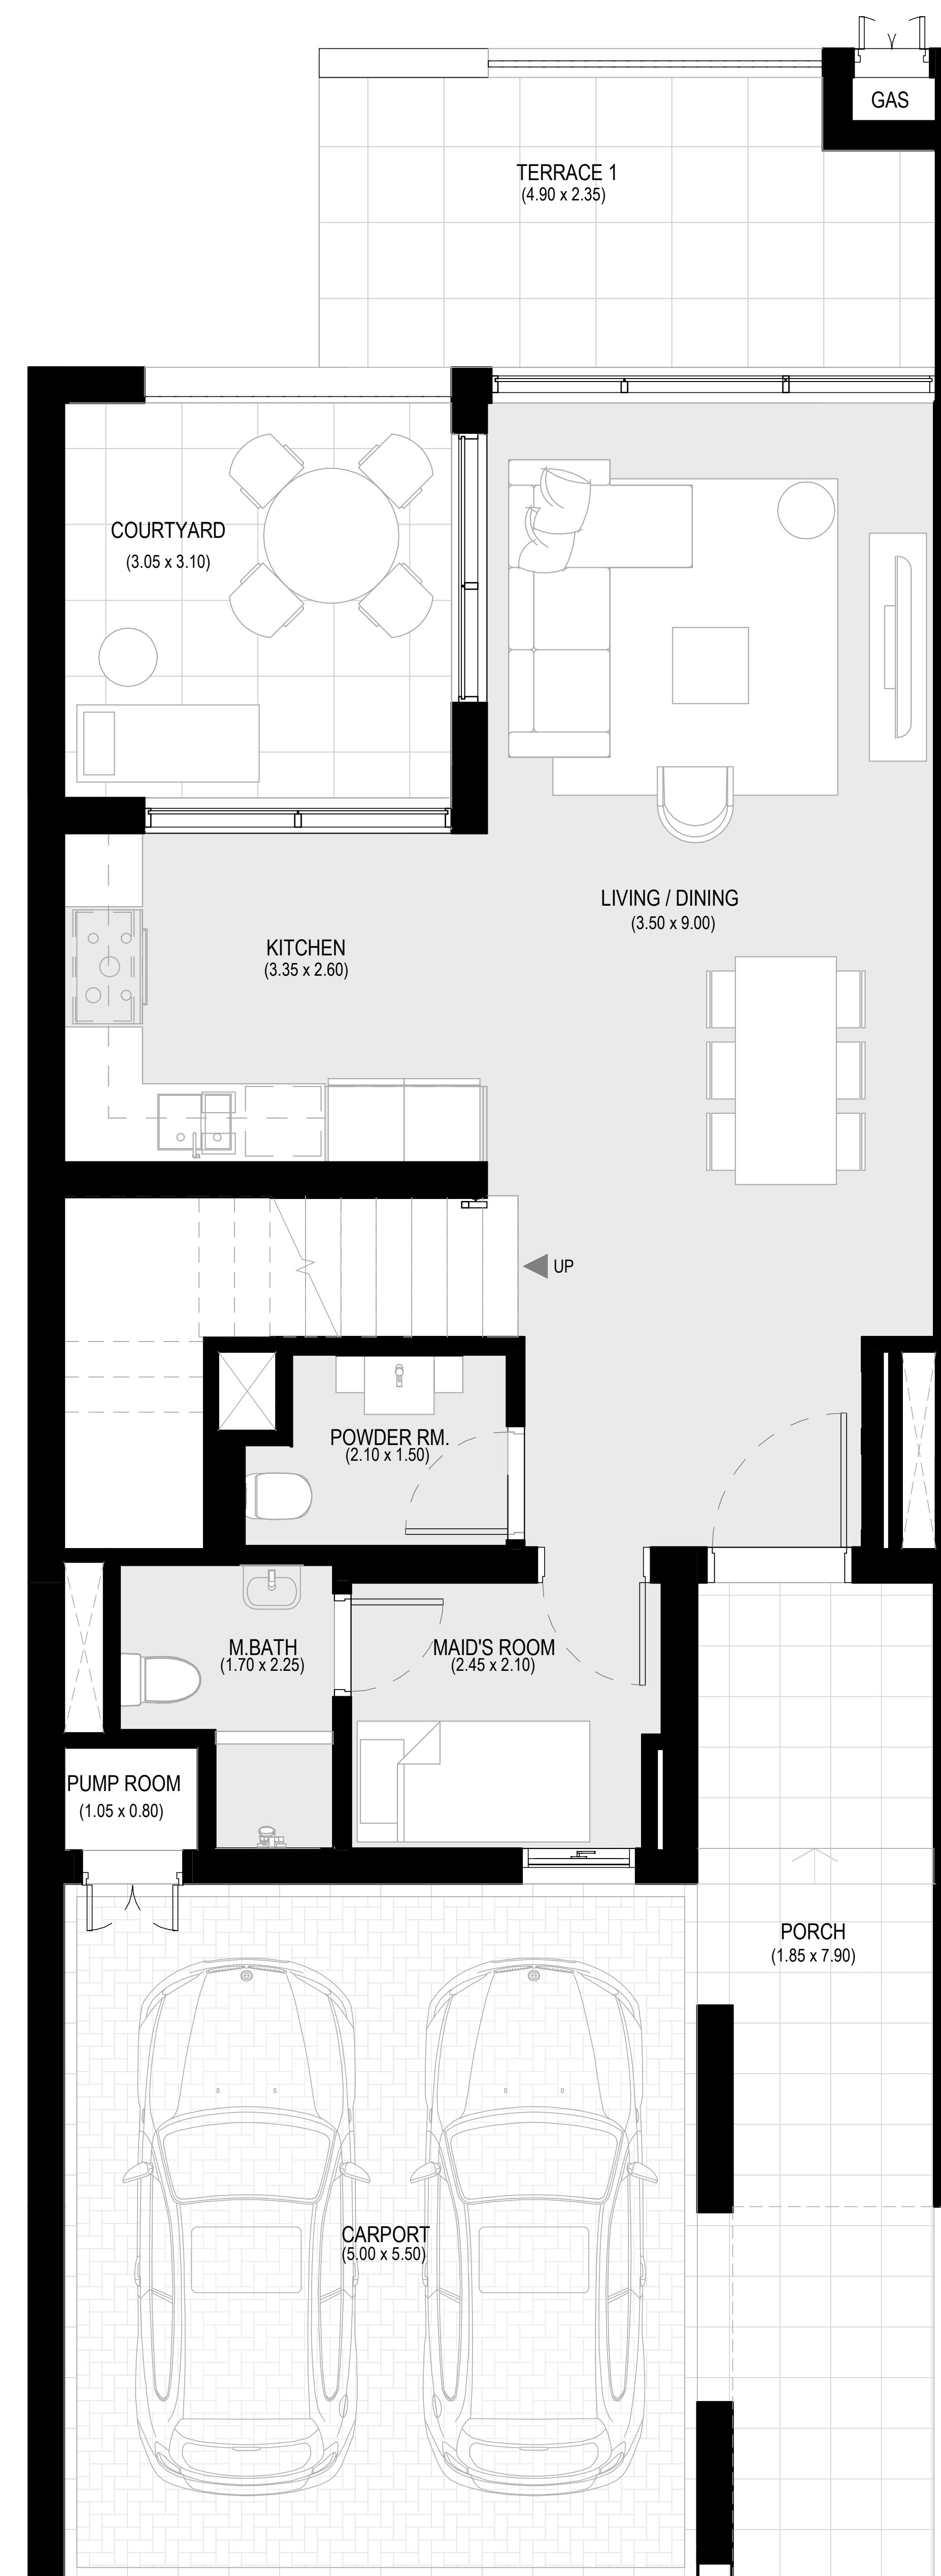 GAS
TERRACE 1
(4.90 x 2.35)
COURTYARD
(3.05 x 3.10)
LIVING / DINING
(3.50 x 9.00)
KITCHEN
(3.35 x 2.60)
UP
POWDER RM.
(2.10 x 1.50)
M.BATH
(1.70 x 2.25)
MAID'S ROOM
(2.45 x 2.10)
PUMP ROOM
(1.05 x 0.80)
PORCH
(1.85 x 7.90)
CARPORT
(5.00 x 5.50)